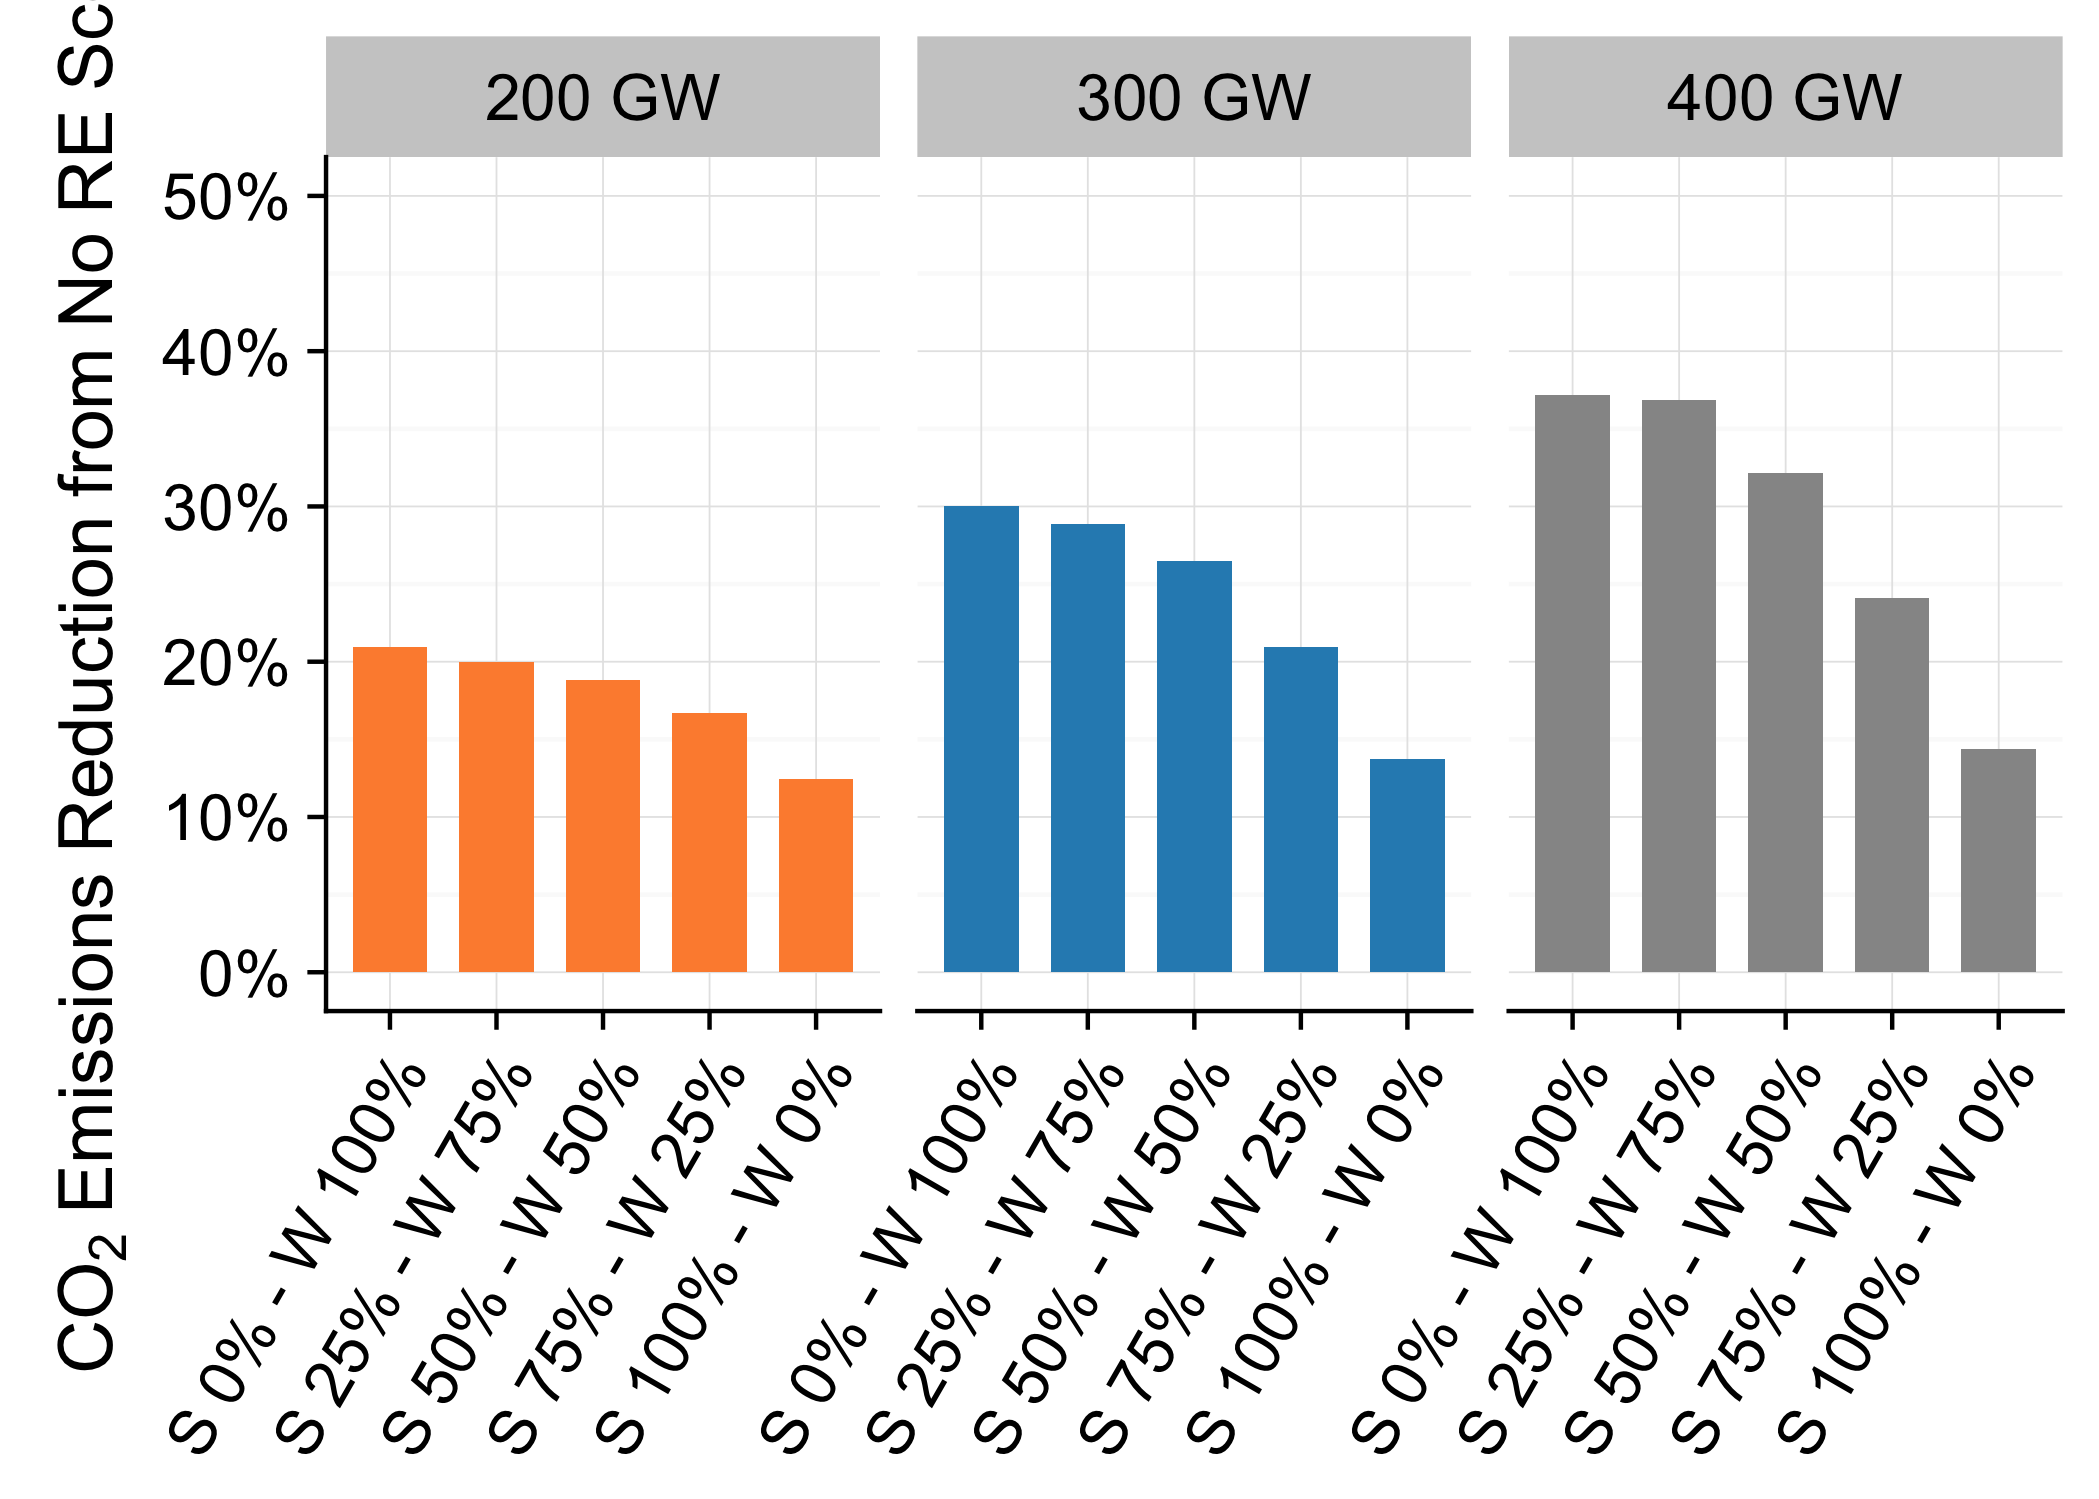 CO2 Emissions Reduction from No RE
200 GW
300 GW
400 GW
50%
40%
30%
20%
10%
0%
S 0% - W 100%
S 25% - W 75%
S 50% - W 50%
S 75% - W 25%
S 100% - W 0%
S 0% - W 100%
S 25% - W 75%
S 50% - W 50%
S 75% - W 25%
S 100% - W 0%
S 0% - W 100%
S 25% - W 75%
S 50% - W 50%
S 75% - W 25%
S 100% - W 0%